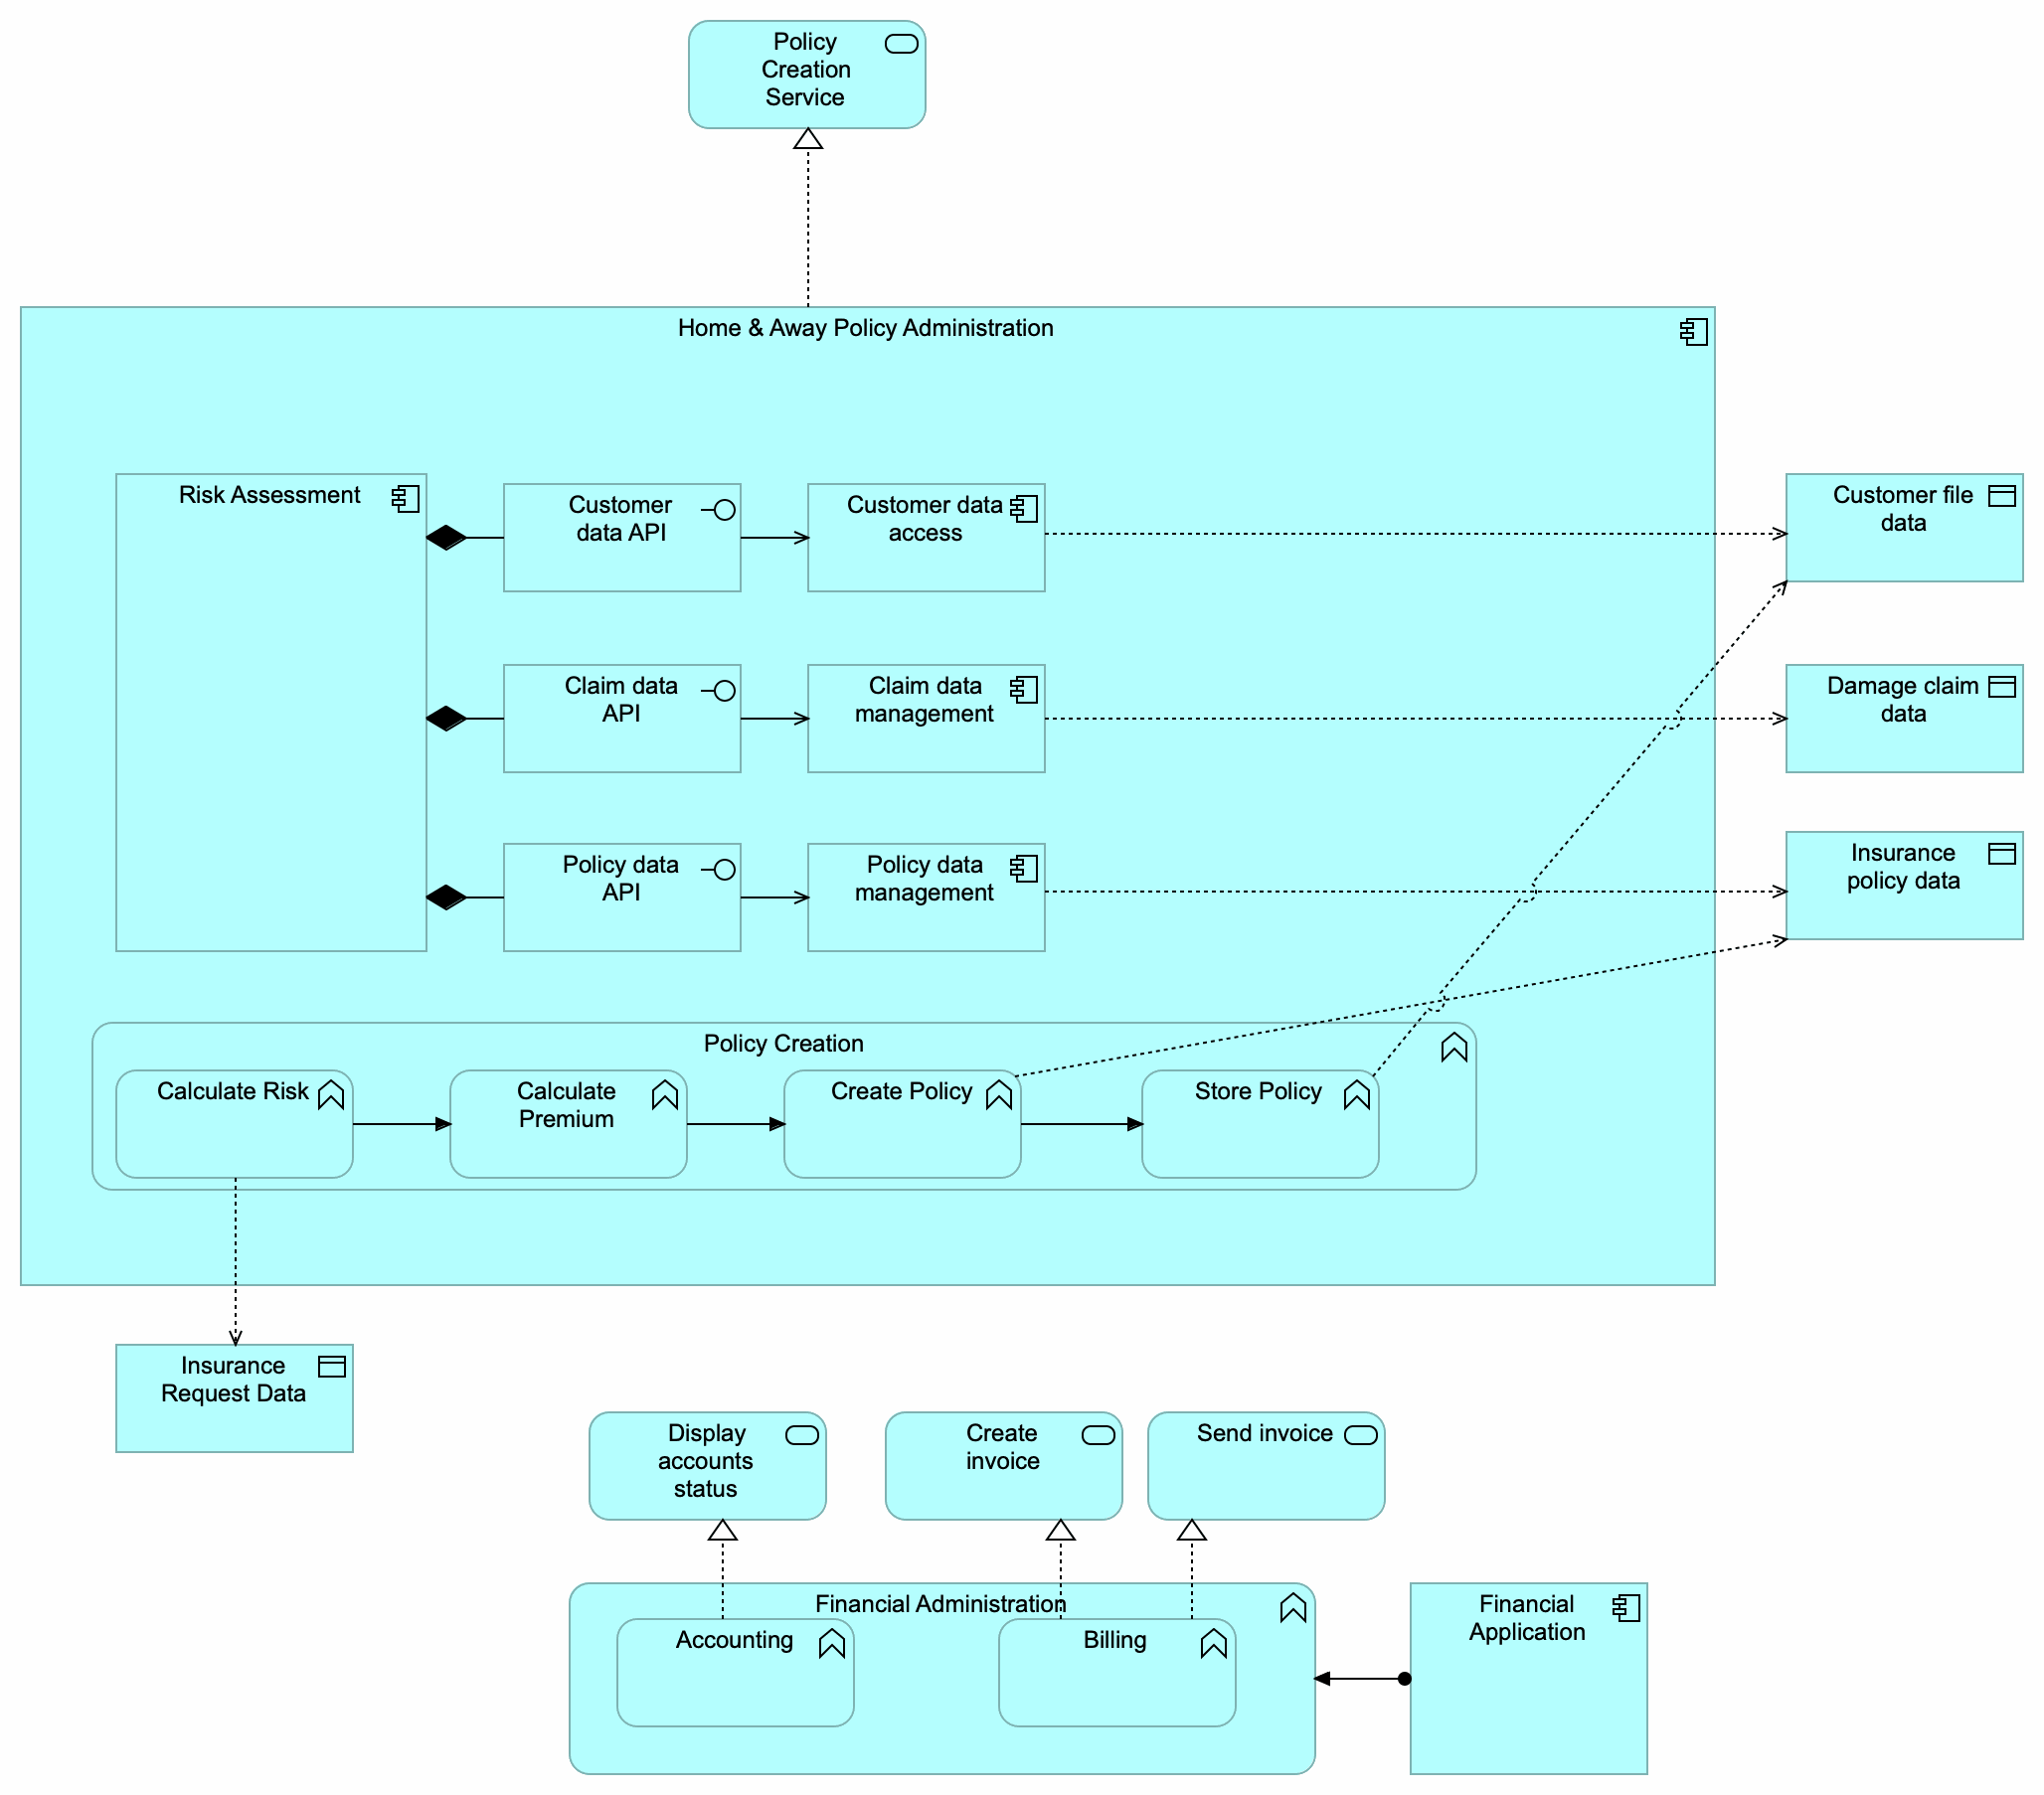 Policy
Creation
Service
Home & Away Policy Administration
Risk Assessment
Customer
data API
Customer data
access
Customer file
data
Claim data
API
Claim data
management
Damage claim
data
Policy data
API
Policy data
management
Insurance
policy data
Policy Creation
Calculate Risk
Calculate
Premium
Create Policy
Store Policy
Insurance
Request Data
Display
accounts
status
Create
invoice
Send invoice
Financial Administration
Accounting
Billing
Financial
Application